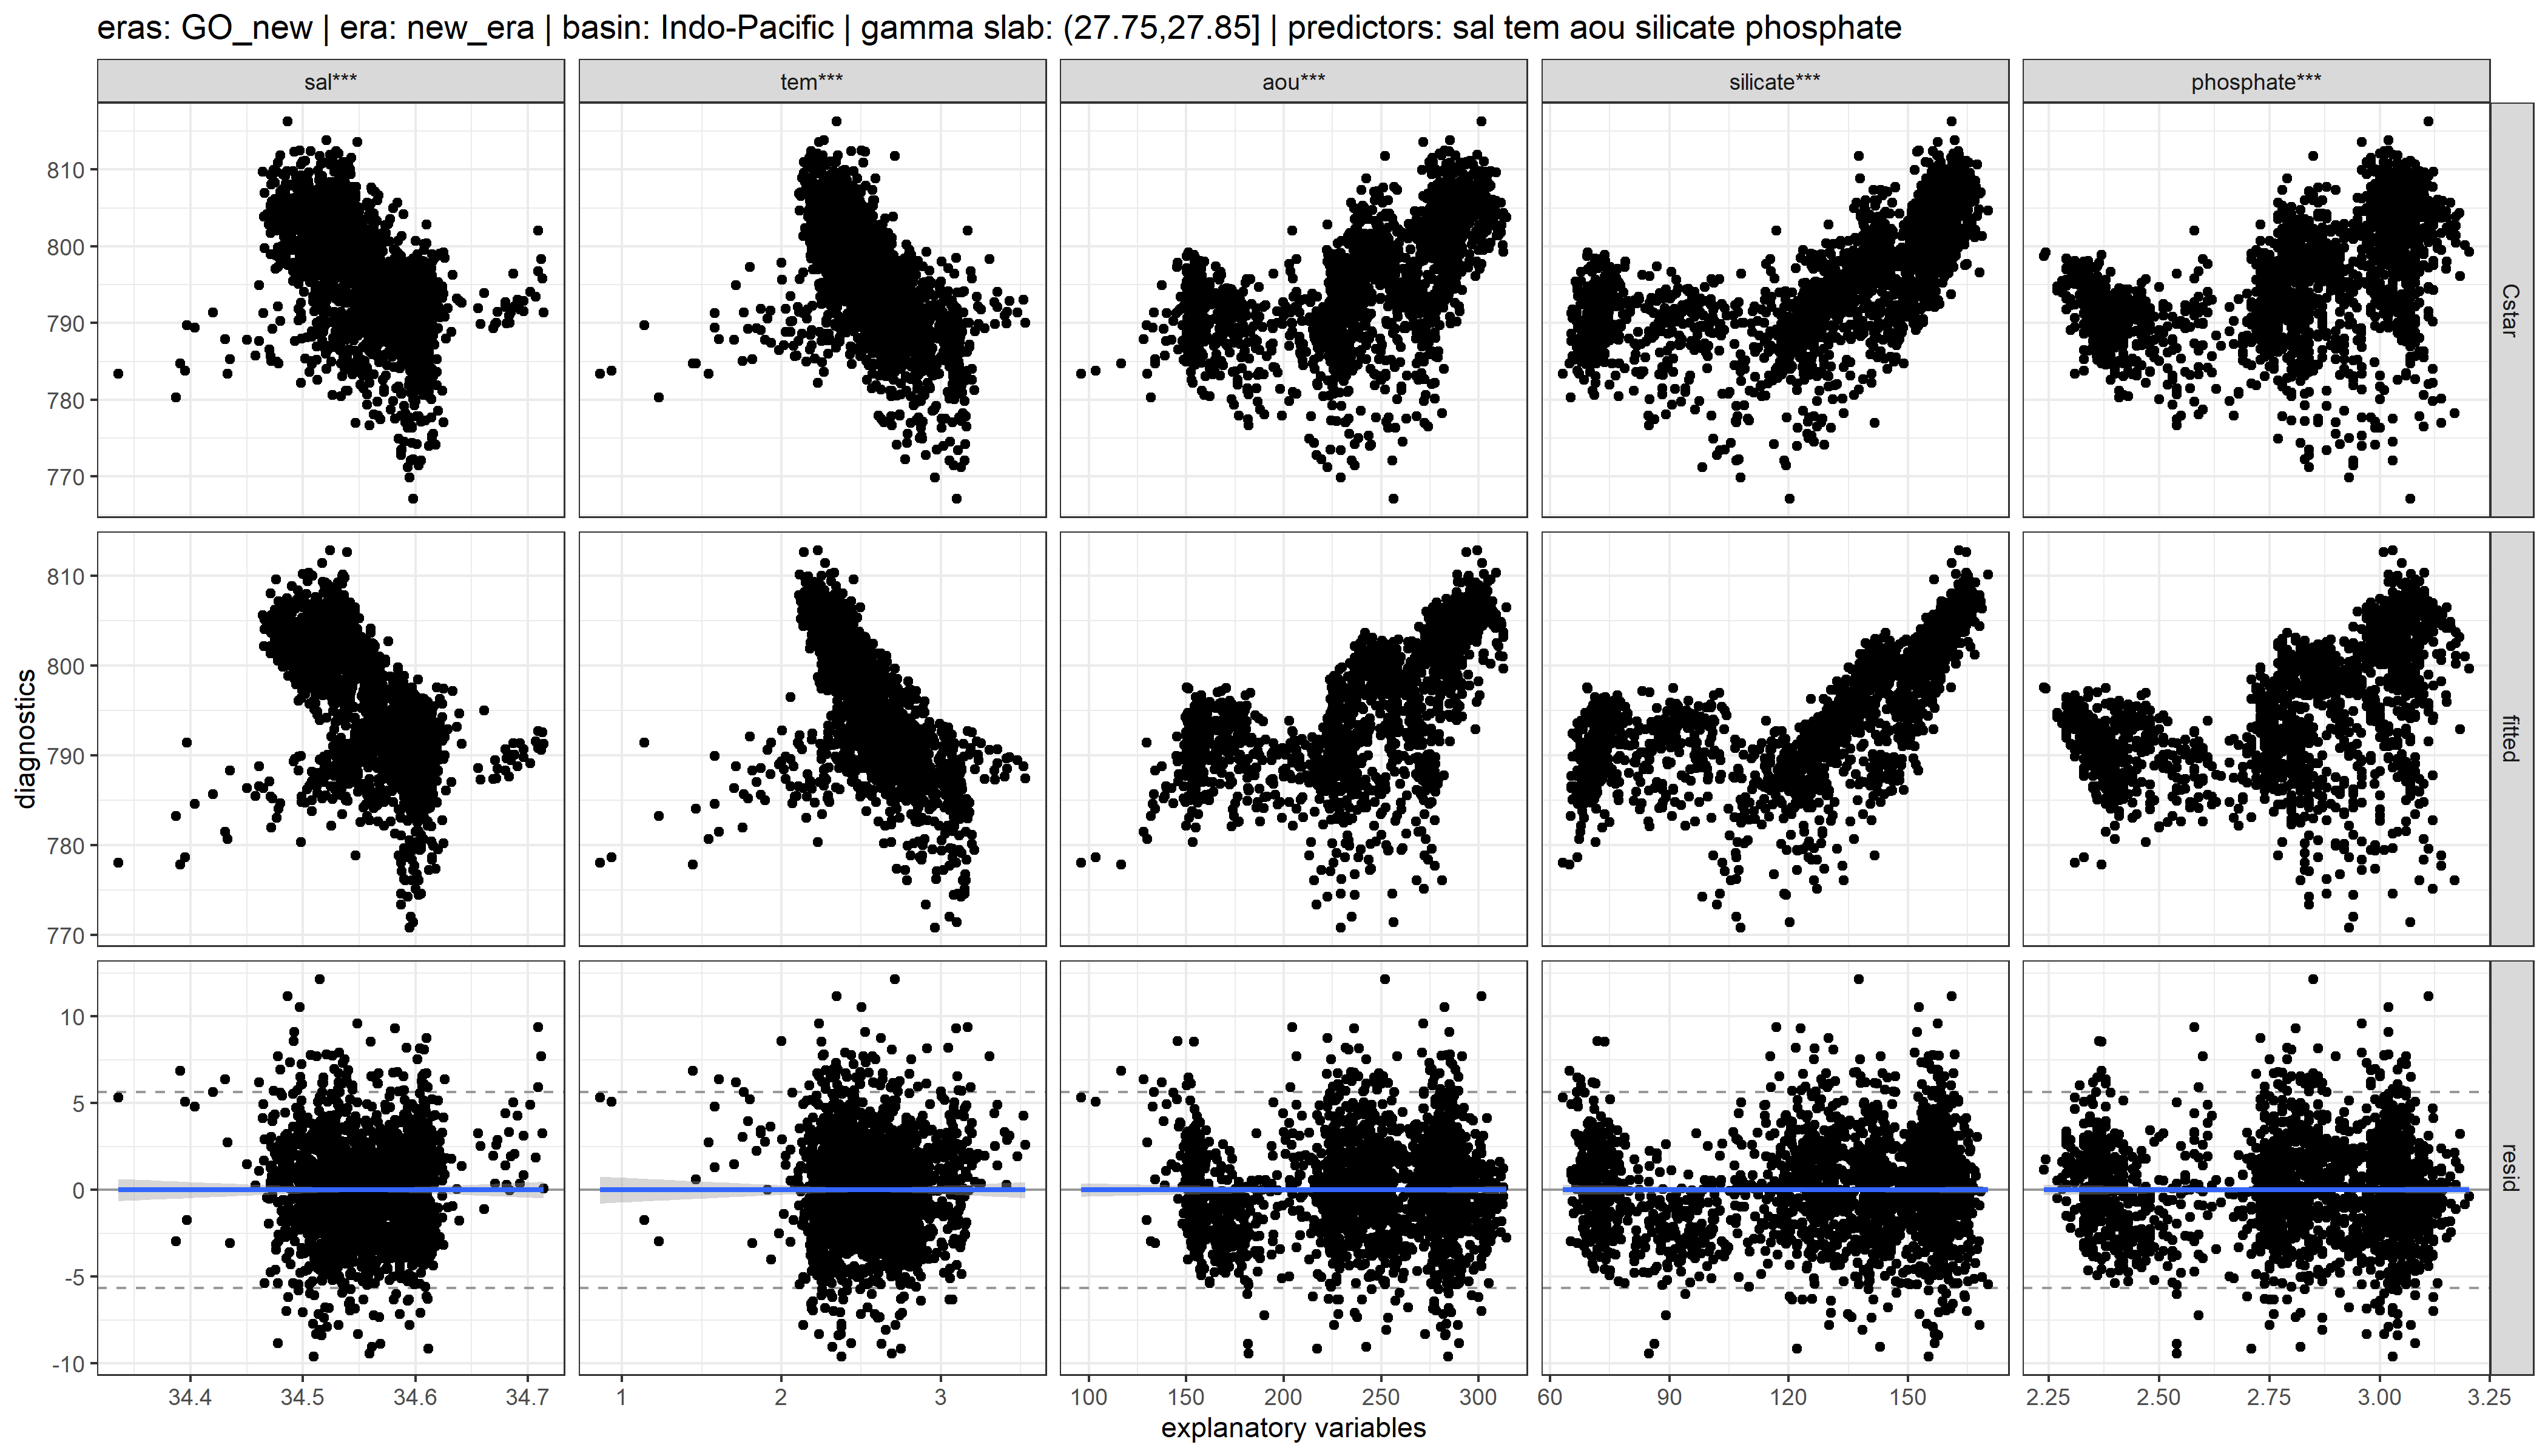 eras: GO_new | era: new_era | basin: Indo-Pacific | gamma slab: (27.75,27.85] | predictors: sal tem aou silicate phosphate
sal*** tem*** aou*** silicate*** phosphate***
810
800
790
780
770
Cstar
810
800
790
780
770
fitted
diagnostics
10
5
0
-5
-10
resid
34.4 34.5 34.6 34.7 1 2 3 100 150 200 250 300 60 90 120 150 2.25 2.50 2.75 3.00 3.25
explanatory variables